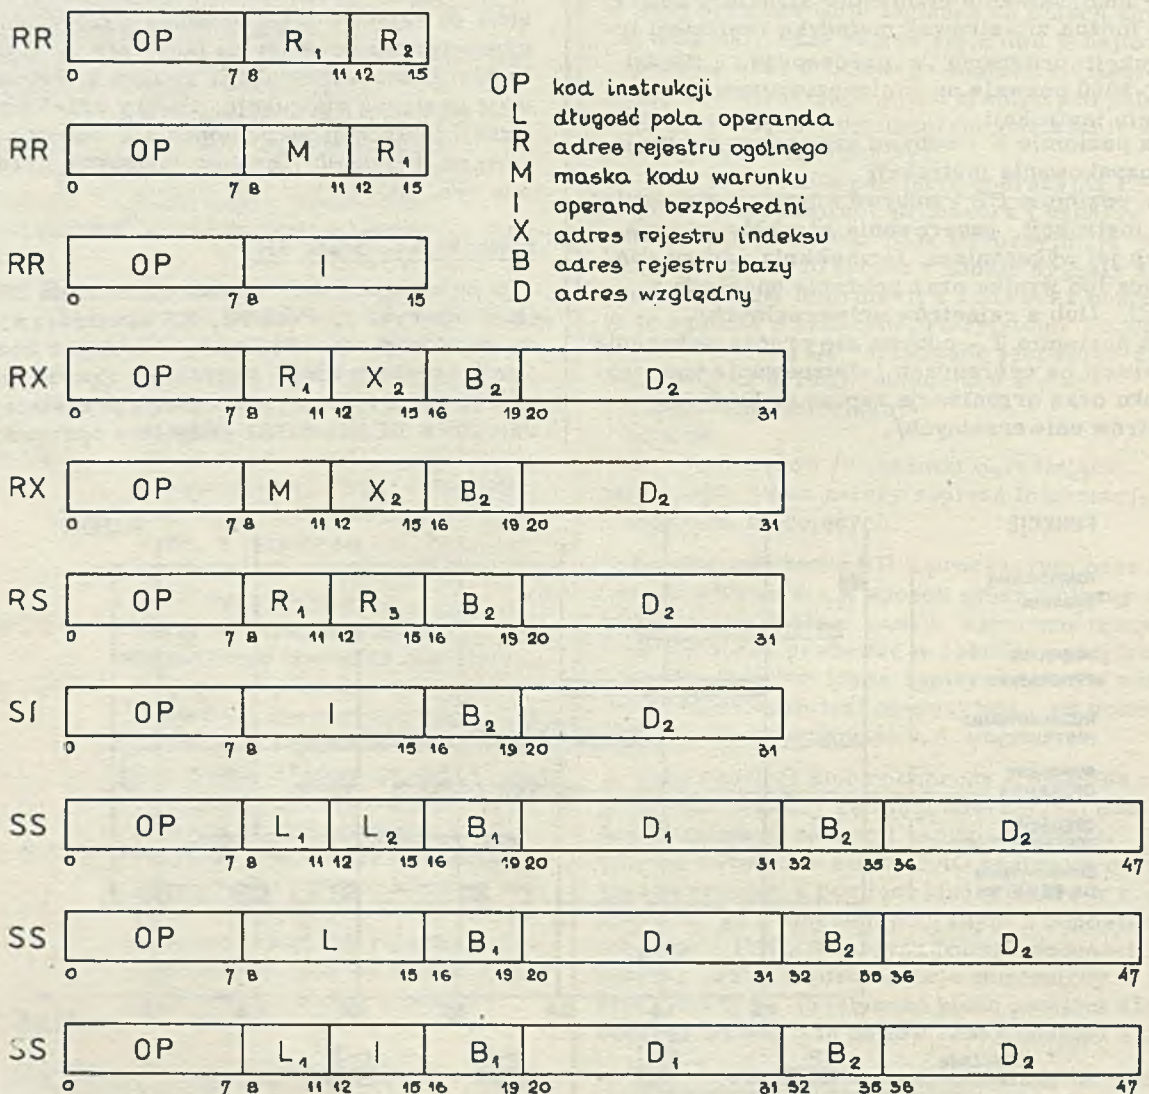 RR OP R₁ R₂
0 7 8 11 12 15
RR OP M R₁
0 7 8 11 12 15
RR OP I
0 7 8 15
OP kod instrukcji
L długość pola operanda
R adres rejestru ogólnego
M maska kodu warunku
I operand bezpośredni
X adres rejestru indeksu
B adres rejestru bazy
D adres względny
RX OP R₁ X₂ B₂ D₂
0 7 8 11 12 15 16 19 20 31
RX OP M X₂ B₂ D₂
0 7 8 11 12 15 16 19 20 31
RS OP R₁ R₃ B₂ D₂
0 7 8 11 12 15 16 19 20 31
SI OP I B₂ D₂
0 7 8 15 16 19 20 31
SS OP L₁ L₂ B₁ D₁ B₂ D₂
0 7 8 11 12 15 16 19 20 31 32 35 36 47
SS OP L B₁ D₁ B₂ D₂
0 7 8 15 16 19 20 31 32 35 36 47
SS OP L₁ I B₁ D₁ B₂ D₂
0 7 8 11 12 15 16 19 20 31 32 35 36 47